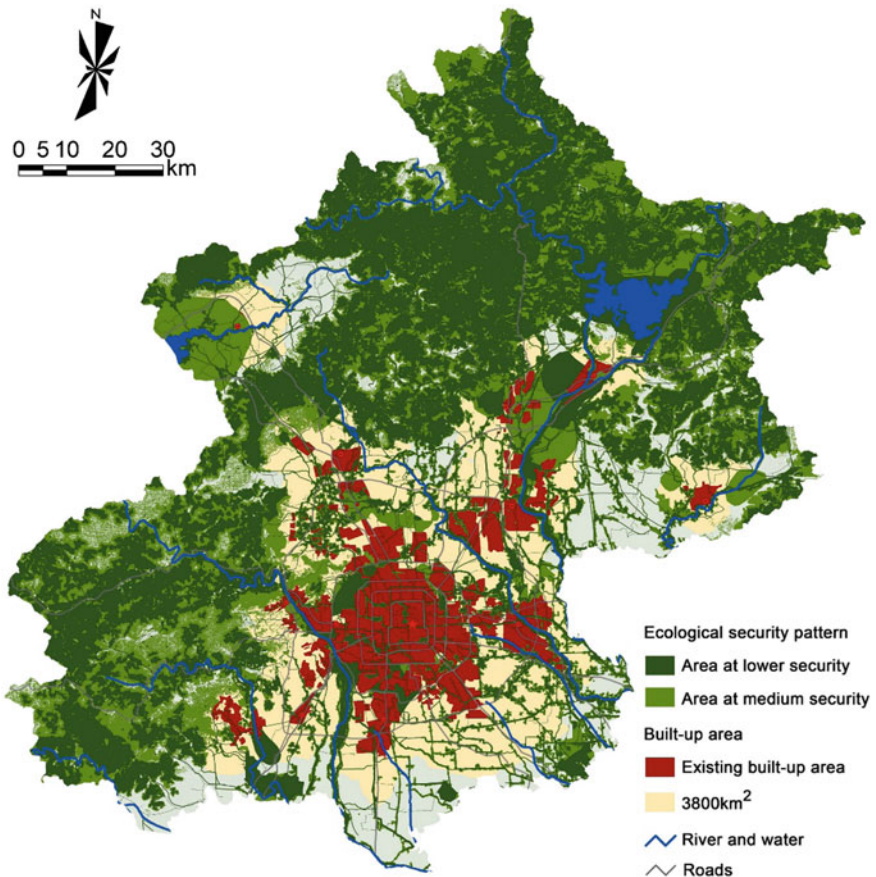 N
0 5 10 20 30
km
Ecological security pattern
Area at lower security
Area at medium security
Built-up area
Existing built-up area
3800km²
River and water
Roads